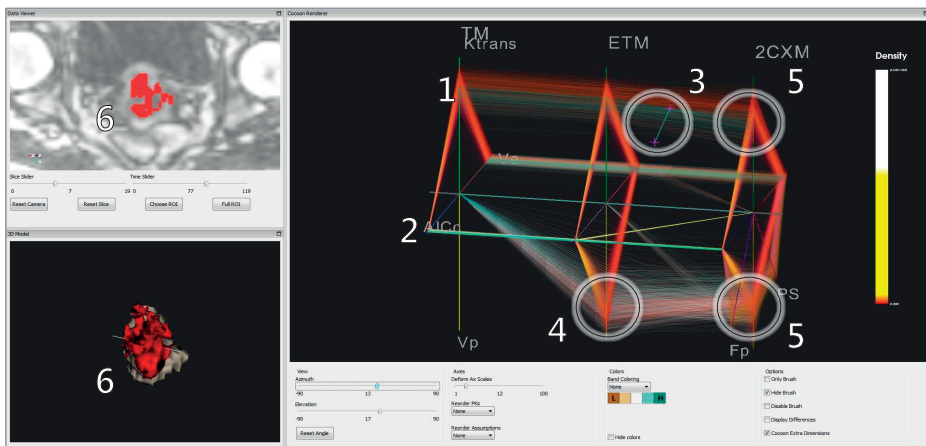 Data Viewer
6
Slice Slider
Time Slider
0 7 19 0 77 119
Reset Camera
Reset Slice
Choose ROI
Full ROI
3D Model
6
Cocoon Renderer
TM
Ktrans
ETM
2CXM
1
3
5
Ve
2
AICc
4
5
PS
Vp
Fp
Density
0.000
View
Azimuth
-90 13 90
Elevation
-90 17 90
Reset Angle
Axes
Deform Ax Scales
1 12 100
Reorder PKs
None
Reorder Assumptions
None
Colors
Band Coloring
None
L H
Hide colors
Options
Only Brush
Hide Brush
Disable Brush
Display Differences
Cocoon Extra Dimensions